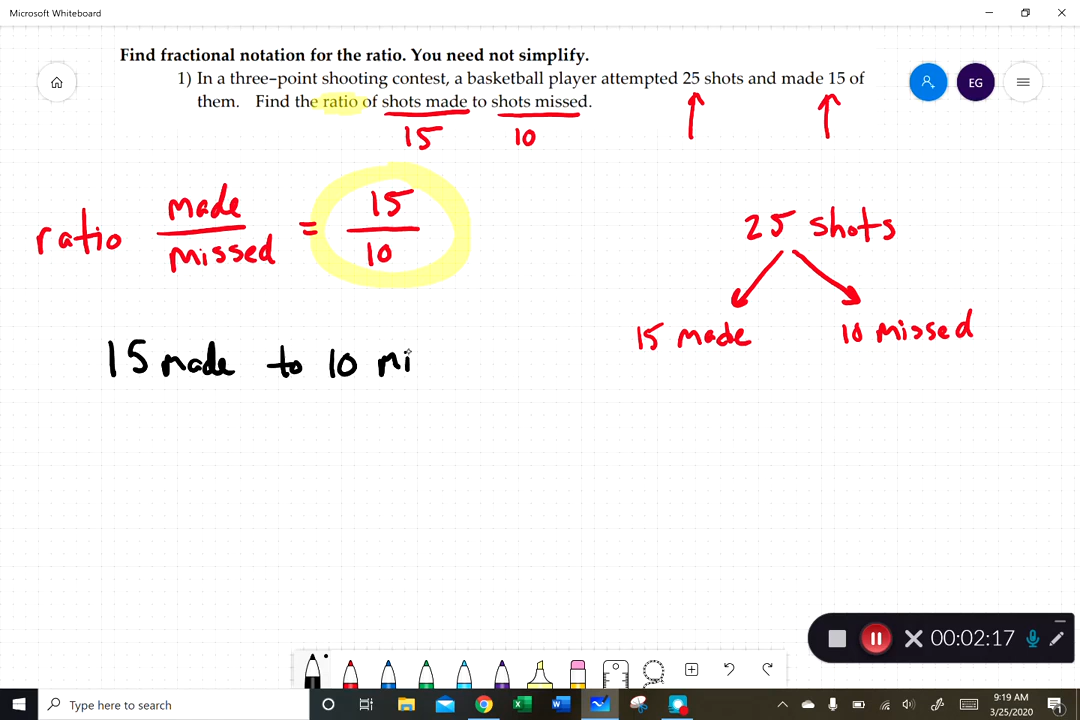 Microsoft Whiteboard
Find fractional notation for the ratio. You need not simplify.
1) In a three-point shooting contest, a basketball player attempted 25 shots and made 15 of
them. Find the ratio of shots made to shots missed.
EG
15 10
ratio made/missed = 15/10
25 shots
15 made 10 missed
15 made to 10 mi
00:02:17
Type here to search
9:19 AM
3/25/2020
1